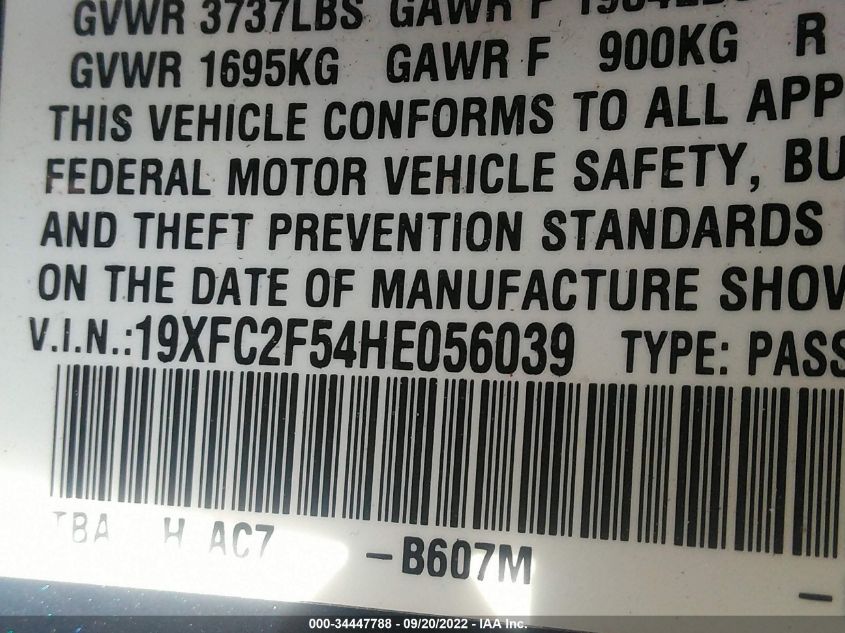 GVWR 3737LBS GAWR F
GVWR 1695KG GAWR F 900KG R
THIS VEHICLE CONFORMS TO ALL APP
FEDERAL MOTOR VEHICLE SAFETY, BU
AND THEFT PREVENTION STANDARDS
ON THE DATE OF MANUFACTURE SHOW
V.I.N.:19XFC2F54HE056039 TYPE: PASS
TBA H AC7 -B607M -
000-34447788 - 09/20/2022 - IAA Inc.